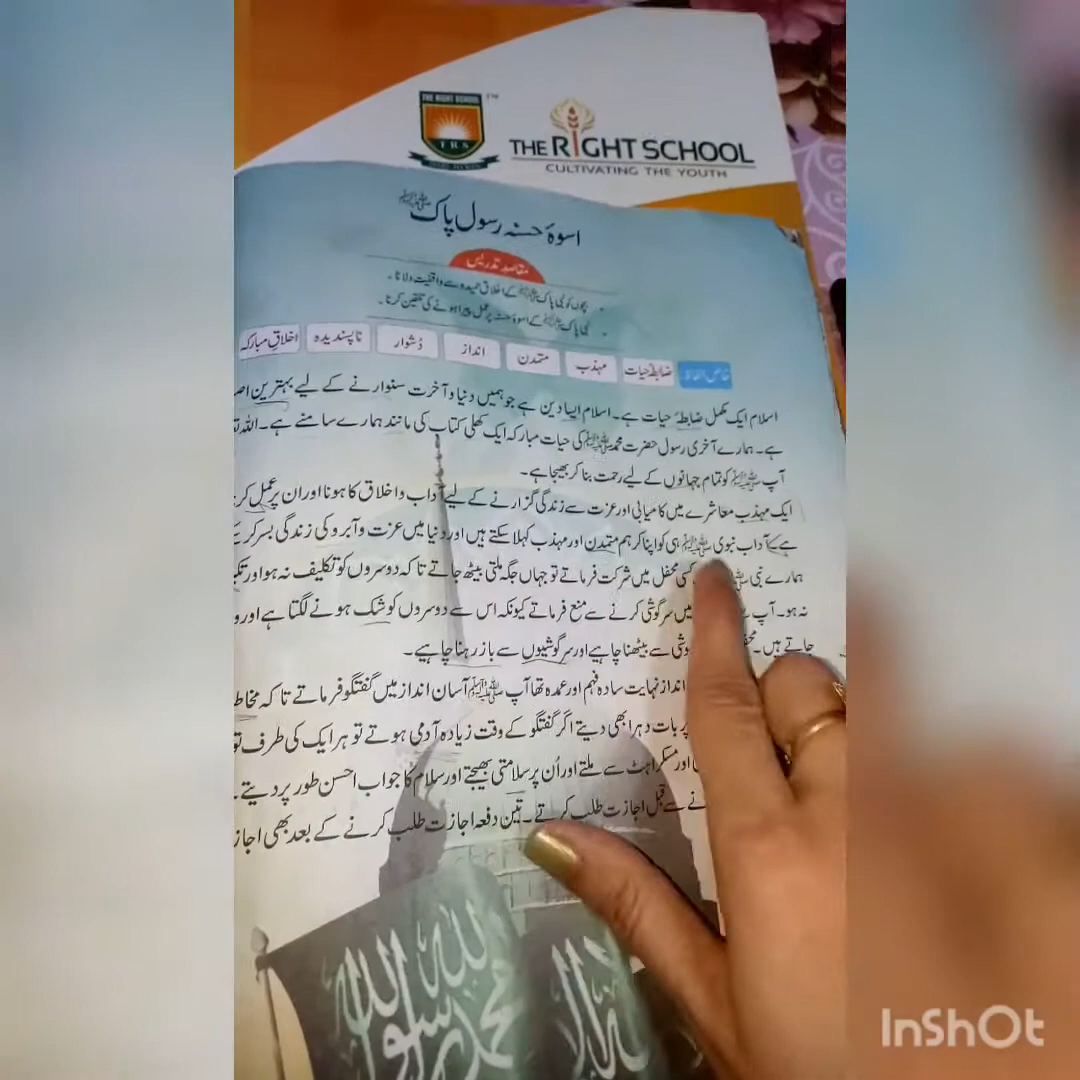 THE RIGHT SCHOOL
TRS
THE RIGHT SCHOOL
CULTIVATING THE YOUTH
اسوۂ حسنہ رسول پاک ﷺ
مقاصد تدریس
بچوں کو نبی پاک ﷺ کے اخلاق حمیدہ سے واقفیت دلانا۔
نبی پاک ﷺ کے اسوۂ حسنہ پر عمل پیرا ہونے کی تلقین کرنا۔
خاص الفاظ ضابطۂ حیات مہذب متمدن انداز دُشوار ناپسندیدہ اخلاقِ مبارکہ
اسلام ایک مکمل ضابطۂ حیات ہے۔ اسلام ایسا دین ہے جو ہمیں دنیا و آخرت سنوارنے کے لیے بہترین
ہے۔ ہمارے آخری رسول حضرت محمد ﷺ کی حیات مبارکہ ایک کھلی کتاب کی مانند ہمارے سامنے ہے۔ اللہ
آپ ﷺ کو تمام جہانوں کے لیے رحمت بنا کر بھیجا ہے۔
ایک مہذب معاشرے میں کامیابی اور عزت سے زندگی گزارنے کے لیے آداب و اخلاق کا ہونا اور ان پر عمل
ہے۔ آداب نبوی ﷺ ہی کو اپنا کر ہم متمدن اور مہذب کہلا سکتے ہیں اور دنیا میں عزت و آبرو کی زندگی بسر کر
ہمارے نبی کسی محفل میں شرکت فرماتے تو جہاں جگہ ملتی بیٹھ جاتے تاکہ دوسروں کو تکلیف نہ ہو اور
نہ ہو۔ آپ میں سرگوشی کرنے سے منع فرماتے کیونکہ اس سے دوسروں کو شک ہونے لگتا ہے اور
جاتے ہیں۔ سے بیٹھنا چاہیے اور سرگوشیوں سے باز رہنا چاہیے۔
انداز نہایت سادہ فہم اور عمدہ تھا آپ ﷺ آسان انداز میں گفتگو فرماتے تاکہ
پر بات دہرا بھی دیتے اگر گفتگو کے وقت زیادہ آدمی ہوتے تو ہر ایک کی طرف
اور مسکراہٹ سے ملتے اور اُن پر سلامتی بھیجتے اور سلام کا جواب احسن طور پر دیتے۔
سے قبل اجازت طلب کرتے۔ تین دفعہ اجازت طلب کرنے کے بعد بھی
InShOt